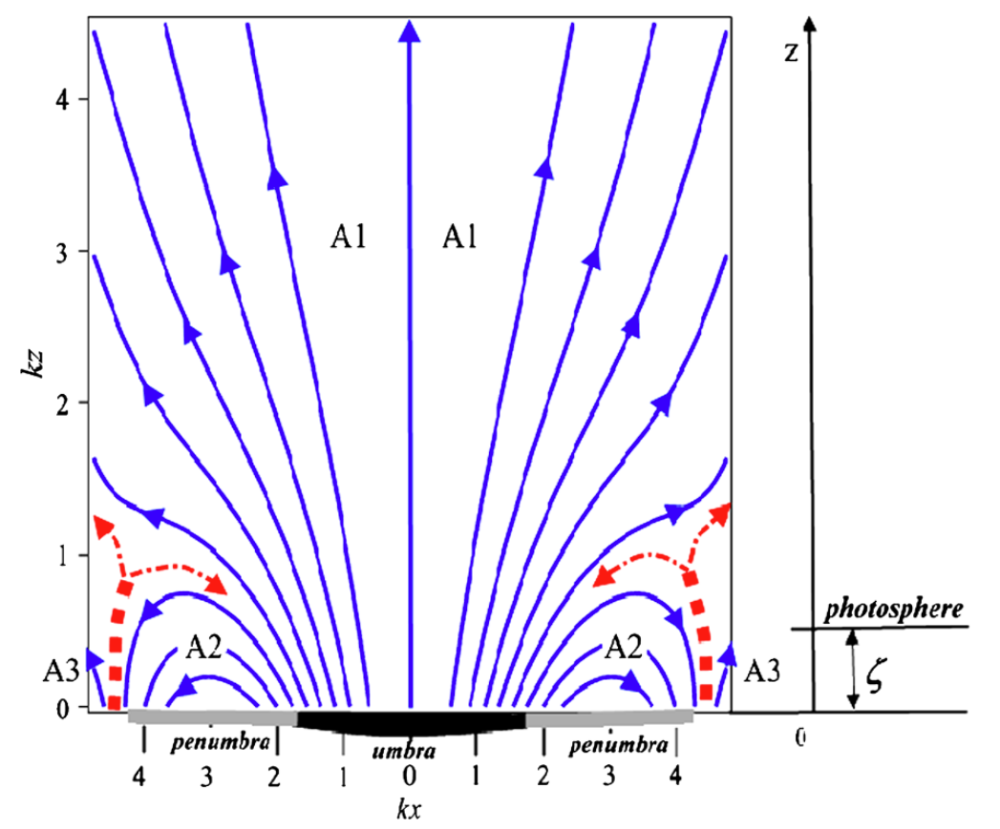 4
z
A1 A1
3
kz
2
1
photosphere
A3 A2 A2 A3 ζ
0
penumbra umbra penumbra 0
4 3 2 1 0 1 2 3 4
kx